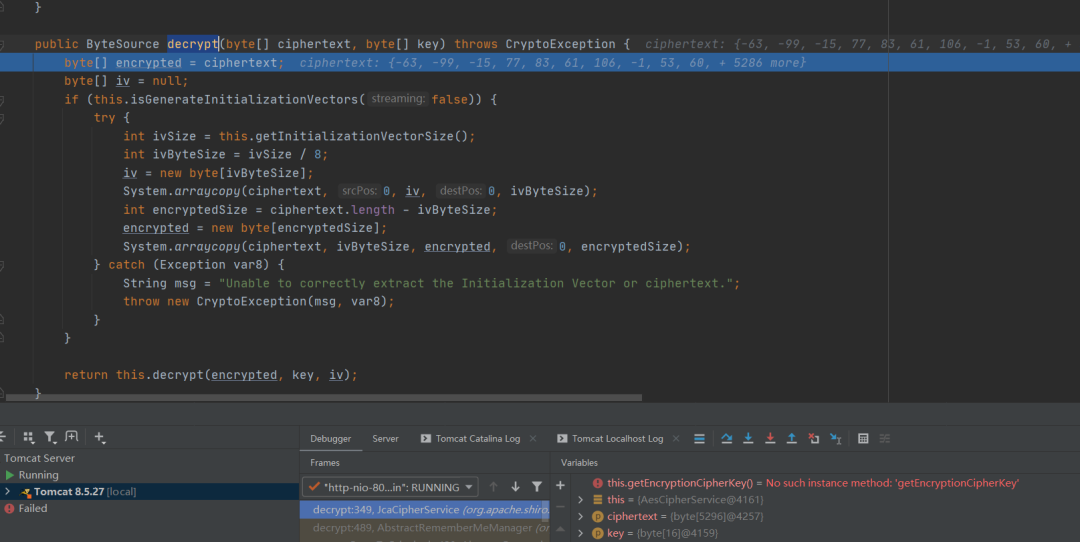 }
public ByteSource decrypt(byte[] ciphertext, byte[] key) throws CryptoException {  ciphertext: {-63, -99, -15, 77, 83, 61, 106, -1, 53, 60, +
byte[] encrypted = ciphertext;  ciphertext: {-63, -99, -15, 77, 83, 61, 106, -1, 53, 60, + 5286 more}
byte[] iv = null;
if (this.isGenerateInitializationVectors( streaming: false)) {
try {
int ivSize = this.getInitializationVectorSize();
int ivByteSize = ivSize / 8;
iv = new byte[ivByteSize];
System.arraycopy(ciphertext, srcPos: 0, iv, destPos: 0, ivByteSize);
int encryptedSize = ciphertext.length - ivByteSize;
encrypted = new byte[encryptedSize];
System.arraycopy(ciphertext, ivByteSize, encrypted, destPos: 0, encryptedSize);
} catch (Exception var8) {
String msg = "Unable to correctly extract the Initialization Vector or ciphertext.";
throw new CryptoException(msg, var8);
}
}
return this.decrypt(encrypted, key, iv);
}
Debugger Server Tomcat Catalina Log × Tomcat Localhost Log ×
Tomcat Server
Running
Tomcat 8.5.27 [local]
Failed
Frames
"http-nio-80...in": RUNNING
decrypt:349, JcaCipherService (org.apache.shiro.
decrypt:489, AbstractRememberMeManager (or
Variables
this.getEncryptionCipherKey() = No such instance method: 'getEncryptionCipherKey'
this = {AesCipherService@4161}
ciphertext = {byte[5296]@4257}
key = {byte[16]@4159}